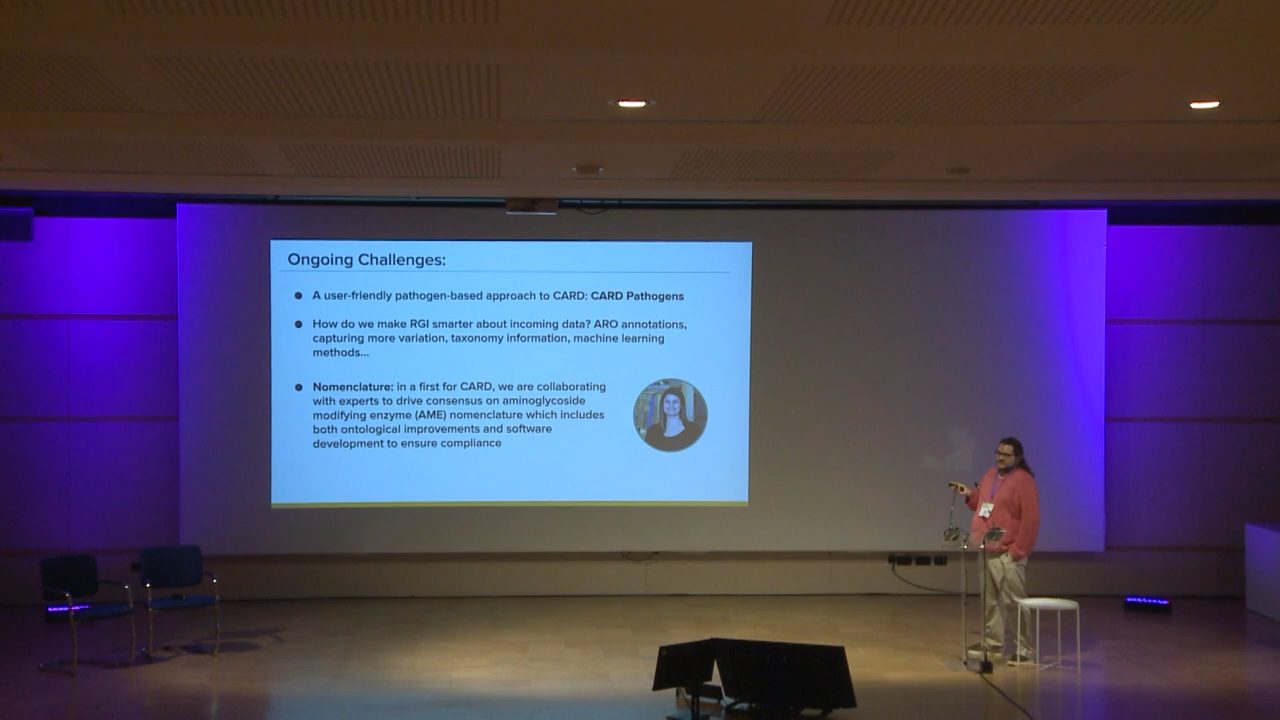 Ongoing Challenges:
A user-friendly pathogen-based approach to CARD: CARD Pathogens
How do we make RGI smarter about incoming data? ARO annotations,
capturing more variation, taxonomy information, machine learning
methods...
Nomenclature: in a first for CARD, we are collaborating
with experts to drive consensus on aminoglycoside
modifying enzyme (AME) nomenclature which includes
both ontological improvements and software
development to ensure compliance